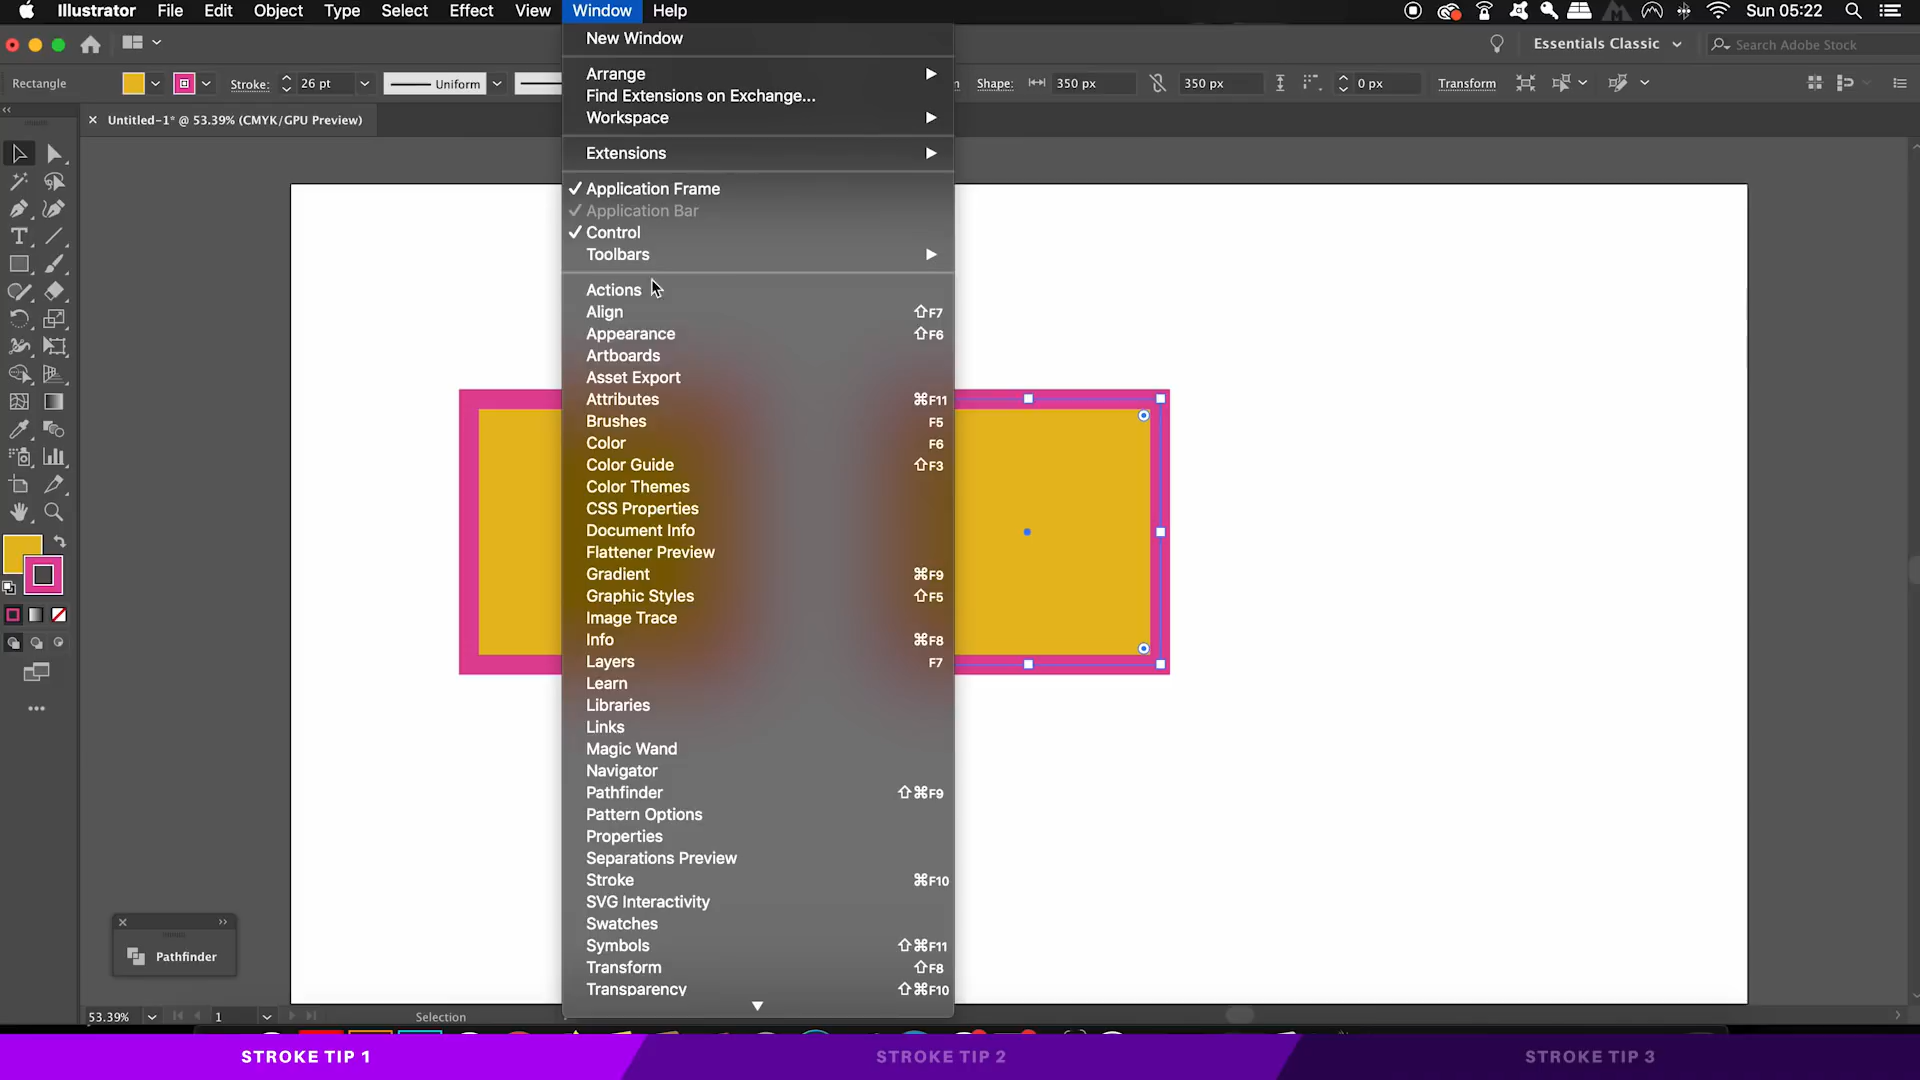 Illustrator File Edit Object Type Select Effect View Window Help Sun 05:22
Essentials Classic Search Adobe Stock
Rectangle Stroke: 26 pt Uniform Shape: 350 px 350 px 0 px Transform
Untitled-1* @ 53.39% (CMYK/GPU Preview)
New Window
Arrange
Find Extensions on Exchange...
Workspace
Extensions
✓ Application Frame
✓ Application Bar
✓ Control
Toolbars
Actions
Align ⇧F7
Appearance ⇧F6
Artboards
Asset Export
Attributes ⌘F11
Brushes F5
Color F6
Color Guide ⇧F3
Color Themes
CSS Properties
Document Info
Flattener Preview
Gradient ⌘F9
Graphic Styles ⇧F5
Image Trace
Info ⌘F8
Layers F7
Learn
Libraries
Links
Magic Wand
Navigator
Pathfinder ⇧⌘F9
Pattern Options
Properties
Separations Preview
Stroke ⌘F10
SVG Interactivity
Swatches
Symbols ⇧⌘F11
Transform ⇧F8
Transparency ⇧⌘F10
Pathfinder
53.39% 1 Selection
STROKE TIP 1 STROKE TIP 2 STROKE TIP 3